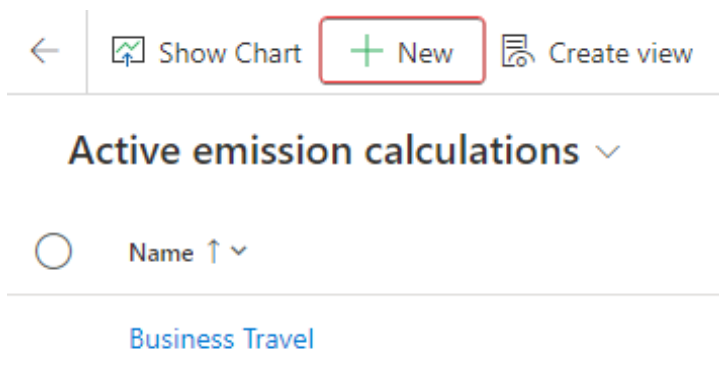 Show Chart New Create view
Active emission calculations
Name
Business Travel